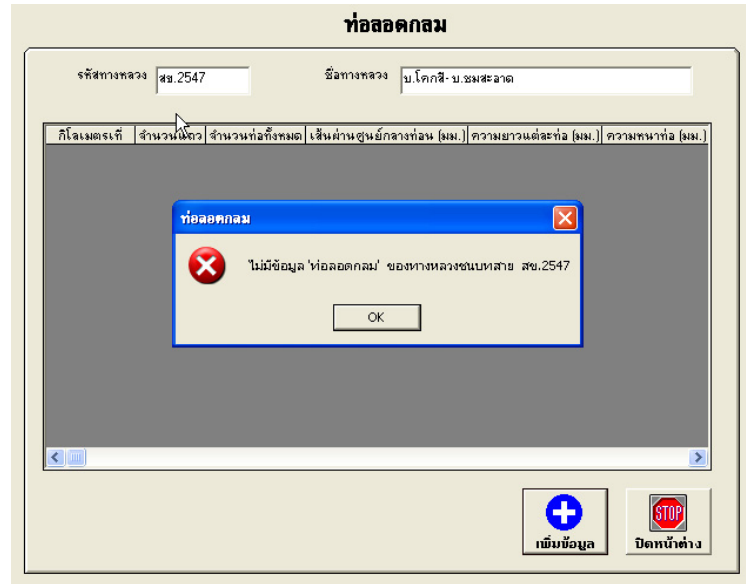 ท่อลอดกลม
รหัสทางหลวง สข.2547 ชื่อทางหลวง บ.โคกสี- บ.ชมสะอาด
กิโลเมตรเที่ จำนวนแถว จำนวนท่อทั้งหมด เส้นผ่านศูนย์กลางท่อน (มม.) ความยาวแต่ละท่อ (มม.) ความหนาท่อ (มม.)
ท่อลอดกลม
ไม่มีข้อมูล 'ท่อลอดกลม' ของทางหลวงชนบทสาย สข.2547
OK
STOP
เพิ่มข้อมูล ปิดหน้าต่าง